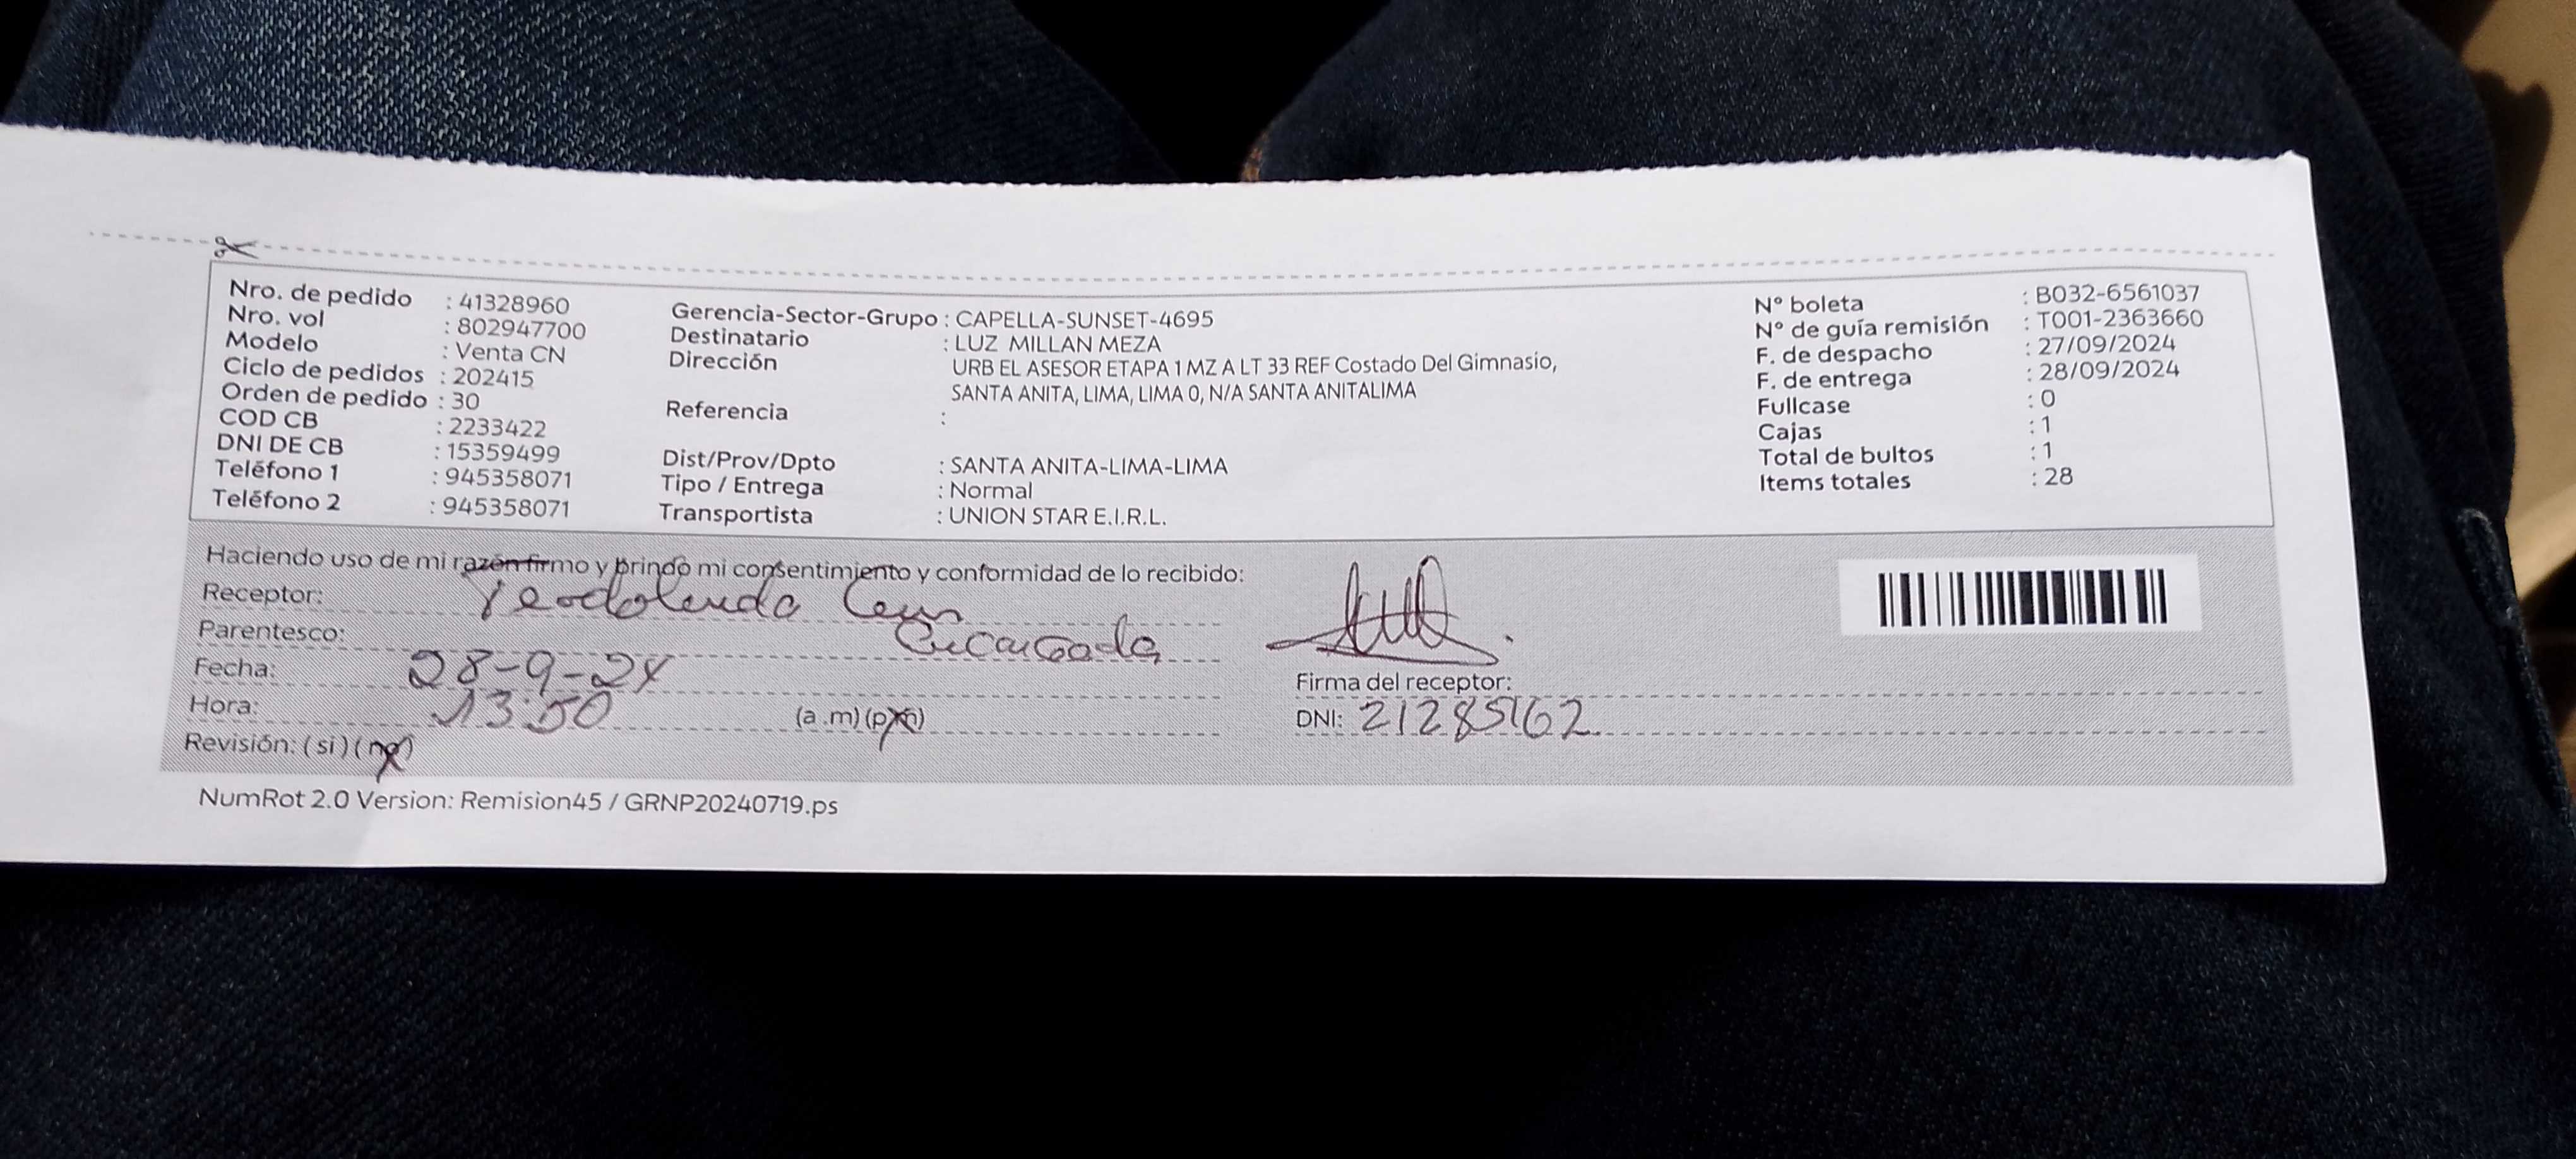 Nro. de pedido : 41328960
Nro. vol : 802947700
Modelo : Venta CN
Ciclo de pedidos : 202415
Orden de pedido : 30
COD CB : 2233422
DNI DE CB : 15359499
Teléfono 1 : 945358071
Teléfono 2 : 945358071
Gerencia-Sector-Grupo : CAPELLA-SUNSET-4695
Destinatario : LUZ MILLAN MEZA
Dirección URB EL ASESOR ETAPA 1 MZ A LT 33 REF Costado Del Gimnasio,
SANTA ANITA, LIMA, LIMA 0, N/A SANTA ANITALIMA
Referencia :
Dist/Prov/Dpto : SANTA ANITA-LIMA-LIMA
Tipo / Entrega : Normal
Transportista : UNION STAR E.I.R.L.
N° boleta : B032-6561037
N° de guía remisión : T001-2363660
F. de despacho : 27/09/2024
F. de entrega : 28/09/2024
Fullcase : 0
Cajas : 1
Total de bultos : 1
Items totales : 28
Haciendo uso de mi razón firmo y brindo mi consentimiento y conformidad de lo recibido:
Receptor:
Parentesco: Encargada
Fecha: 28-9-24
Hora: 13:50 (a .m) (pm)
Revisión: ( si ) ( no )
Firma del receptor:
DNI: 21285162
NumRot 2.0 Version: Remision45 / GRNP20240719.ps